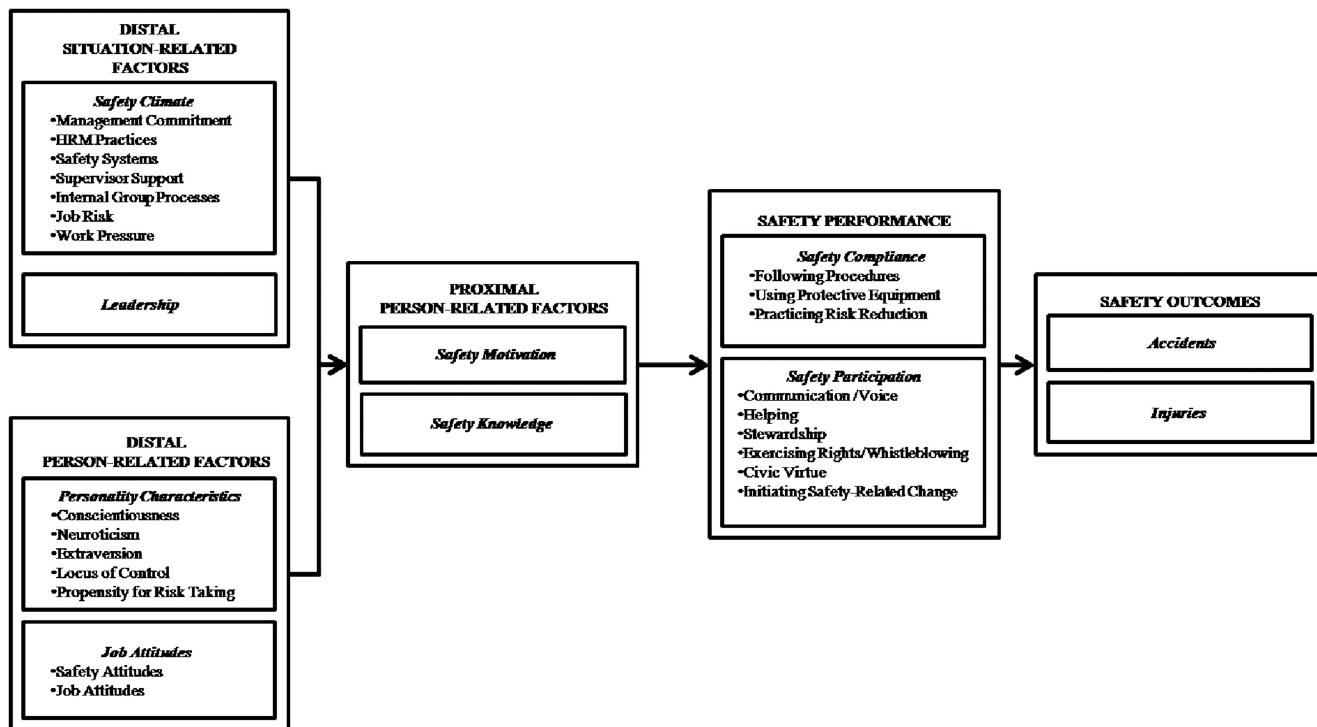 DISTAL
SITUATION-RELATED
FACTORS
Safety Climate
•Management Commitment
•HRM Practices
•Safety Systems
•Supervisor Support
•Internal Group Processes
•Job Risk
•Work Pressure
Leadership
DISTAL
PERSON-RELATED FACTORS
Personality Characteristics
•Conscientiousness
•Neuroticism
•Extraversion
•Locus of Control
•Propensity for Risk Taking
Job Attitudes
•Safety Attitudes
•Job Attitudes
PROXIMAL
PERSON-RELATED FACTORS
Safety Motivation
Safety Knowledge
SAFETY PERFORMANCE
Safety Compliance
•Following Procedures
•Using Protective Equipment
•Practicing Risk Reduction
Safety Participation
•Communication /Voice
•Helping
•Stewardship
•Exercising Rights/Whistleblowing
•Civic Virtue
•Initiating Safety-Related Change
SAFETY OUTCOMES
Accidents
Injuries